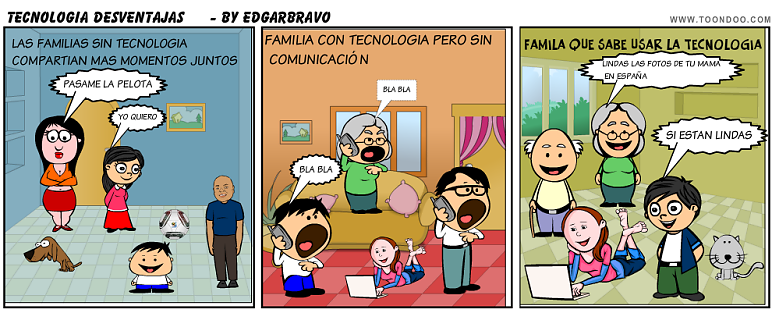 TECNOLOGIA DESVENTAJAS - BY EDGARBRAVO
WWW.TOONDOO.COM
LAS FAMILIAS SIN TECNOLOGIA
COMPARTIAN MAS MOMENTOS JUNTOS
PASAME LA PELOTA
YO QUIERO
FAMILIA CON TECNOLOGIA PERO SIN
COMUNICACIÓN
BLA BLA
BLA BLA
FAMILA QUE SABE USAR LA TECNOLOGIA
LINDAS LAS FOTOS DE TU MAMA
EN ESPAÑA
SI ESTAN LINDAS